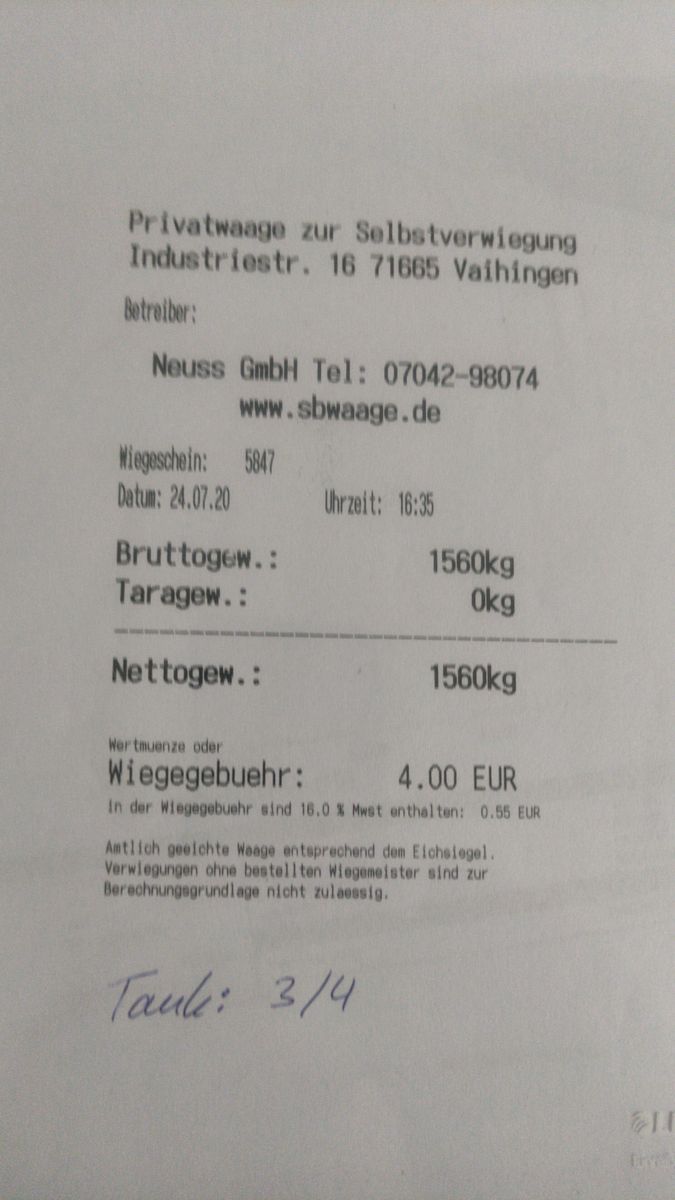 Privatwaage zur Selbstverwiegung
Industriestr. 16 71665 Vaihingen
Betreiber:
Neuss GmbH Tel: 07042-98074
www.sbwaage.de
Wiegeschein: 5847
Datum: 24.07.20 Uhrzeit: 16:35
Bruttogew.: 1560kg
Taragew.: 0kg
Nettogew.: 1560kg
Wertmuenze oder
Wiegegebuehr: 4.00 EUR
in der Wiegegebuehr sind 16.0 % Mwst enthalten: 0.55 EUR
Amtlich geeichte Waage entsprechend dem Eichsiegel.
Verwiegungen ohne bestellten Wiegemeister sind zur
Berechnungsgrundlage nicht zulaessig.
Tank: 3/4